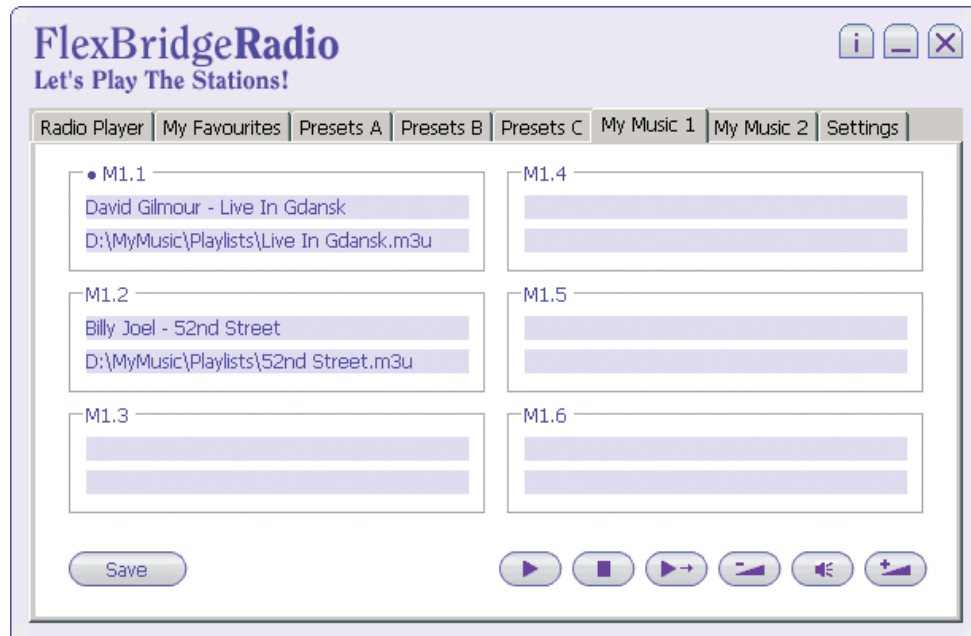 FlexBridgeRadio
Let's Play The Stations!
Radio Player
My Favourites
Presets A
Presets B
Presets C
My Music 1
My Music 2
Settings
• M1.1
David Gilmour - Live In Gdansk
D:\MyMusic\Playlists\Live In Gdansk.m3u
M1.2
Billy Joel - 52nd Street
D:\MyMusic\Playlists\52nd Street.m3u
M1.3
M1.4
M1.5
M1.6
Save